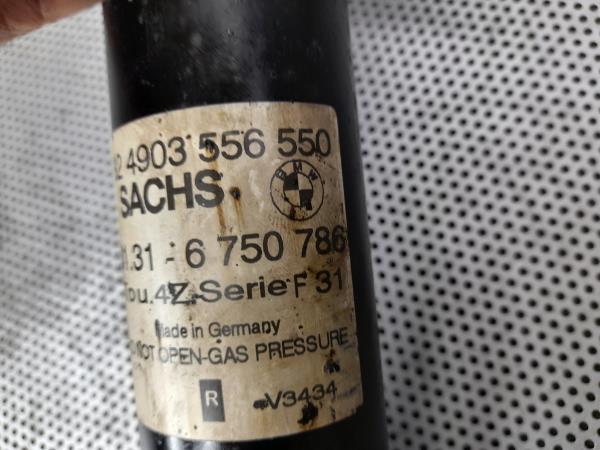 2 4903 556 550
SACHS
BMW
.31 - 6 750 786
u. 4Z.-Serie F 31
Made in Germany
NOT OPEN-GAS PRESSURE
R V3434